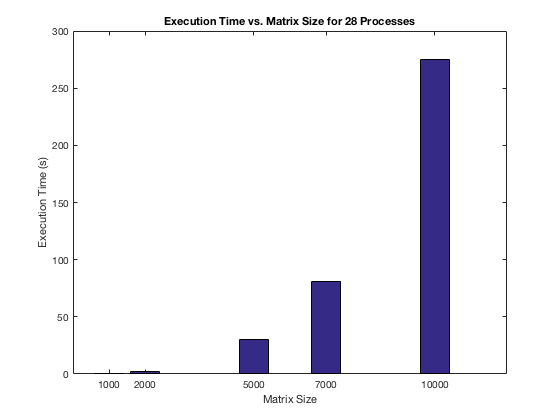 Execution Time vs. Matrix Size for 28 Processes
300
250
200
150
100
50
0
Execution Time (s)
1000 2000 5000 7000 10000
Matrix Size